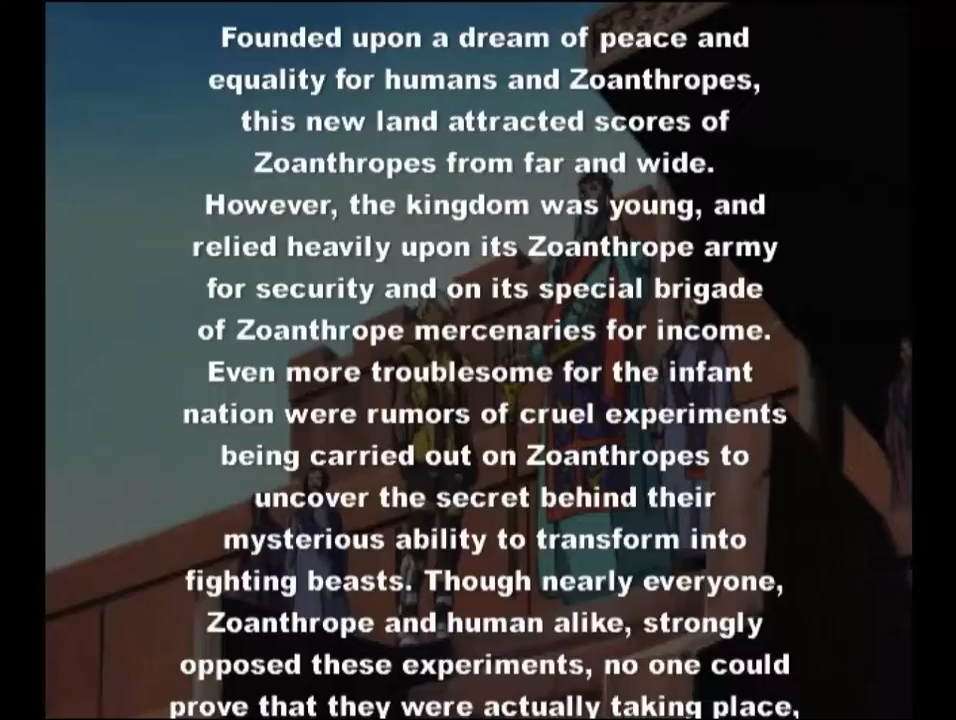 Founded upon a dream of peace and
equality for humans and Zoanthropes,
this new land attracted scores of
Zoanthropes from far and wide.
However, the kingdom was young, and
relied heavily upon its Zoanthrope army
for security and on its special brigade
of Zoanthrope mercenaries for income.
Even more troublesome for the infant
nation were rumors of cruel experiments
being carried out on Zoanthropes to
uncover the secret behind their
mysterious ability to transform into
fighting beasts. Though nearly everyone,
Zoanthrope and human alike, strongly
opposed these experiments, no one could
prove that they were actually taking place,